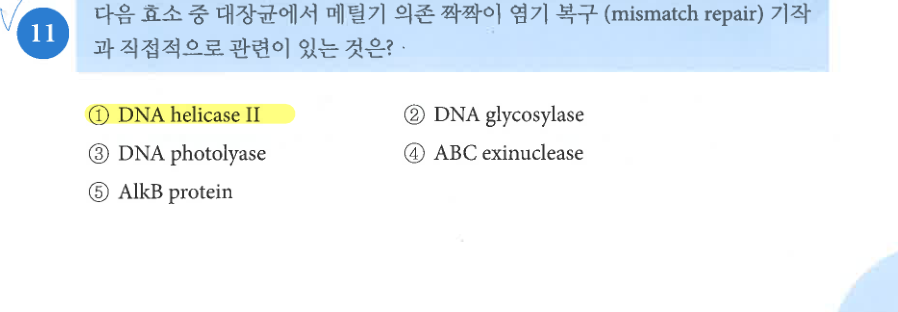 11
다음 효소 중 대장균에서 메틸기 의존 짝짝이 염기 복구 (mismatch repair) 기작
과 직접적으로 관련이 있는 것은?
① DNA helicase II
② DNA glycosylase
③ DNA photolyase
④ ABC exinuclease
⑤ AlkB protein